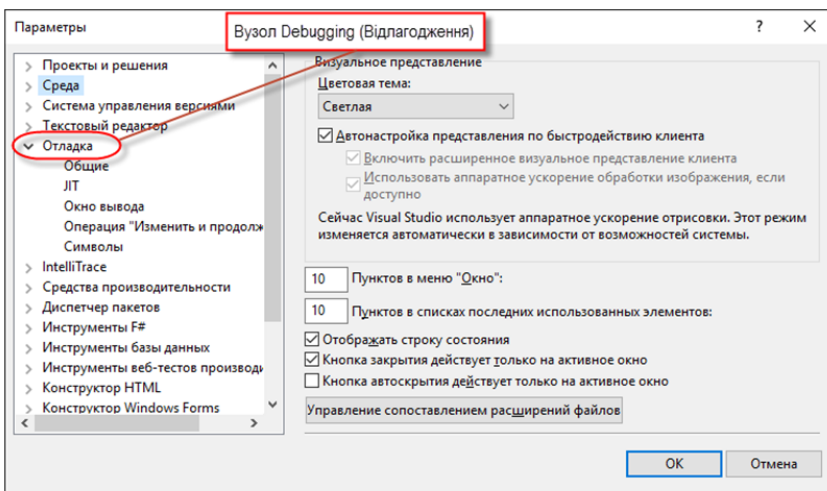 Параметры
?
Вузол Debugging (Відлагодження)
Проекты и решения
Среда
Система управления версиями
Текстовый редактор
Отладка
Общие
JIT
Окно вывода
Операция "Изменить и продолж
Символы
IntelliTrace
Средства производительности
Диспетчер пакетов
Инструменты F#
Инструменты базы данных
Инструменты веб-тестов производи
Конструктор HTML
Конструктор Windows Forms
Визуальное представление
Цветовая тема:
Светлая
Автонастройка представления по быстродействию клиента
Включить расширенное визуальное представление клиента
Использовать аппаратное ускорение обработки изображения, если
доступно
Сейчас Visual Studio использует аппаратное ускорение отрисовки. Этот режим
изменяется автоматически в зависимости от возможностей системы.
10 Пунктов в меню "Окно":
10 Пунктов в списках последних использованных элементов:
Отображать строку состояния
Кнопка закрытия действует только на активное окно
Кнопка автоскрытия действует только на активное окно
Управление сопоставлением расширений файлов
OK
Отмена